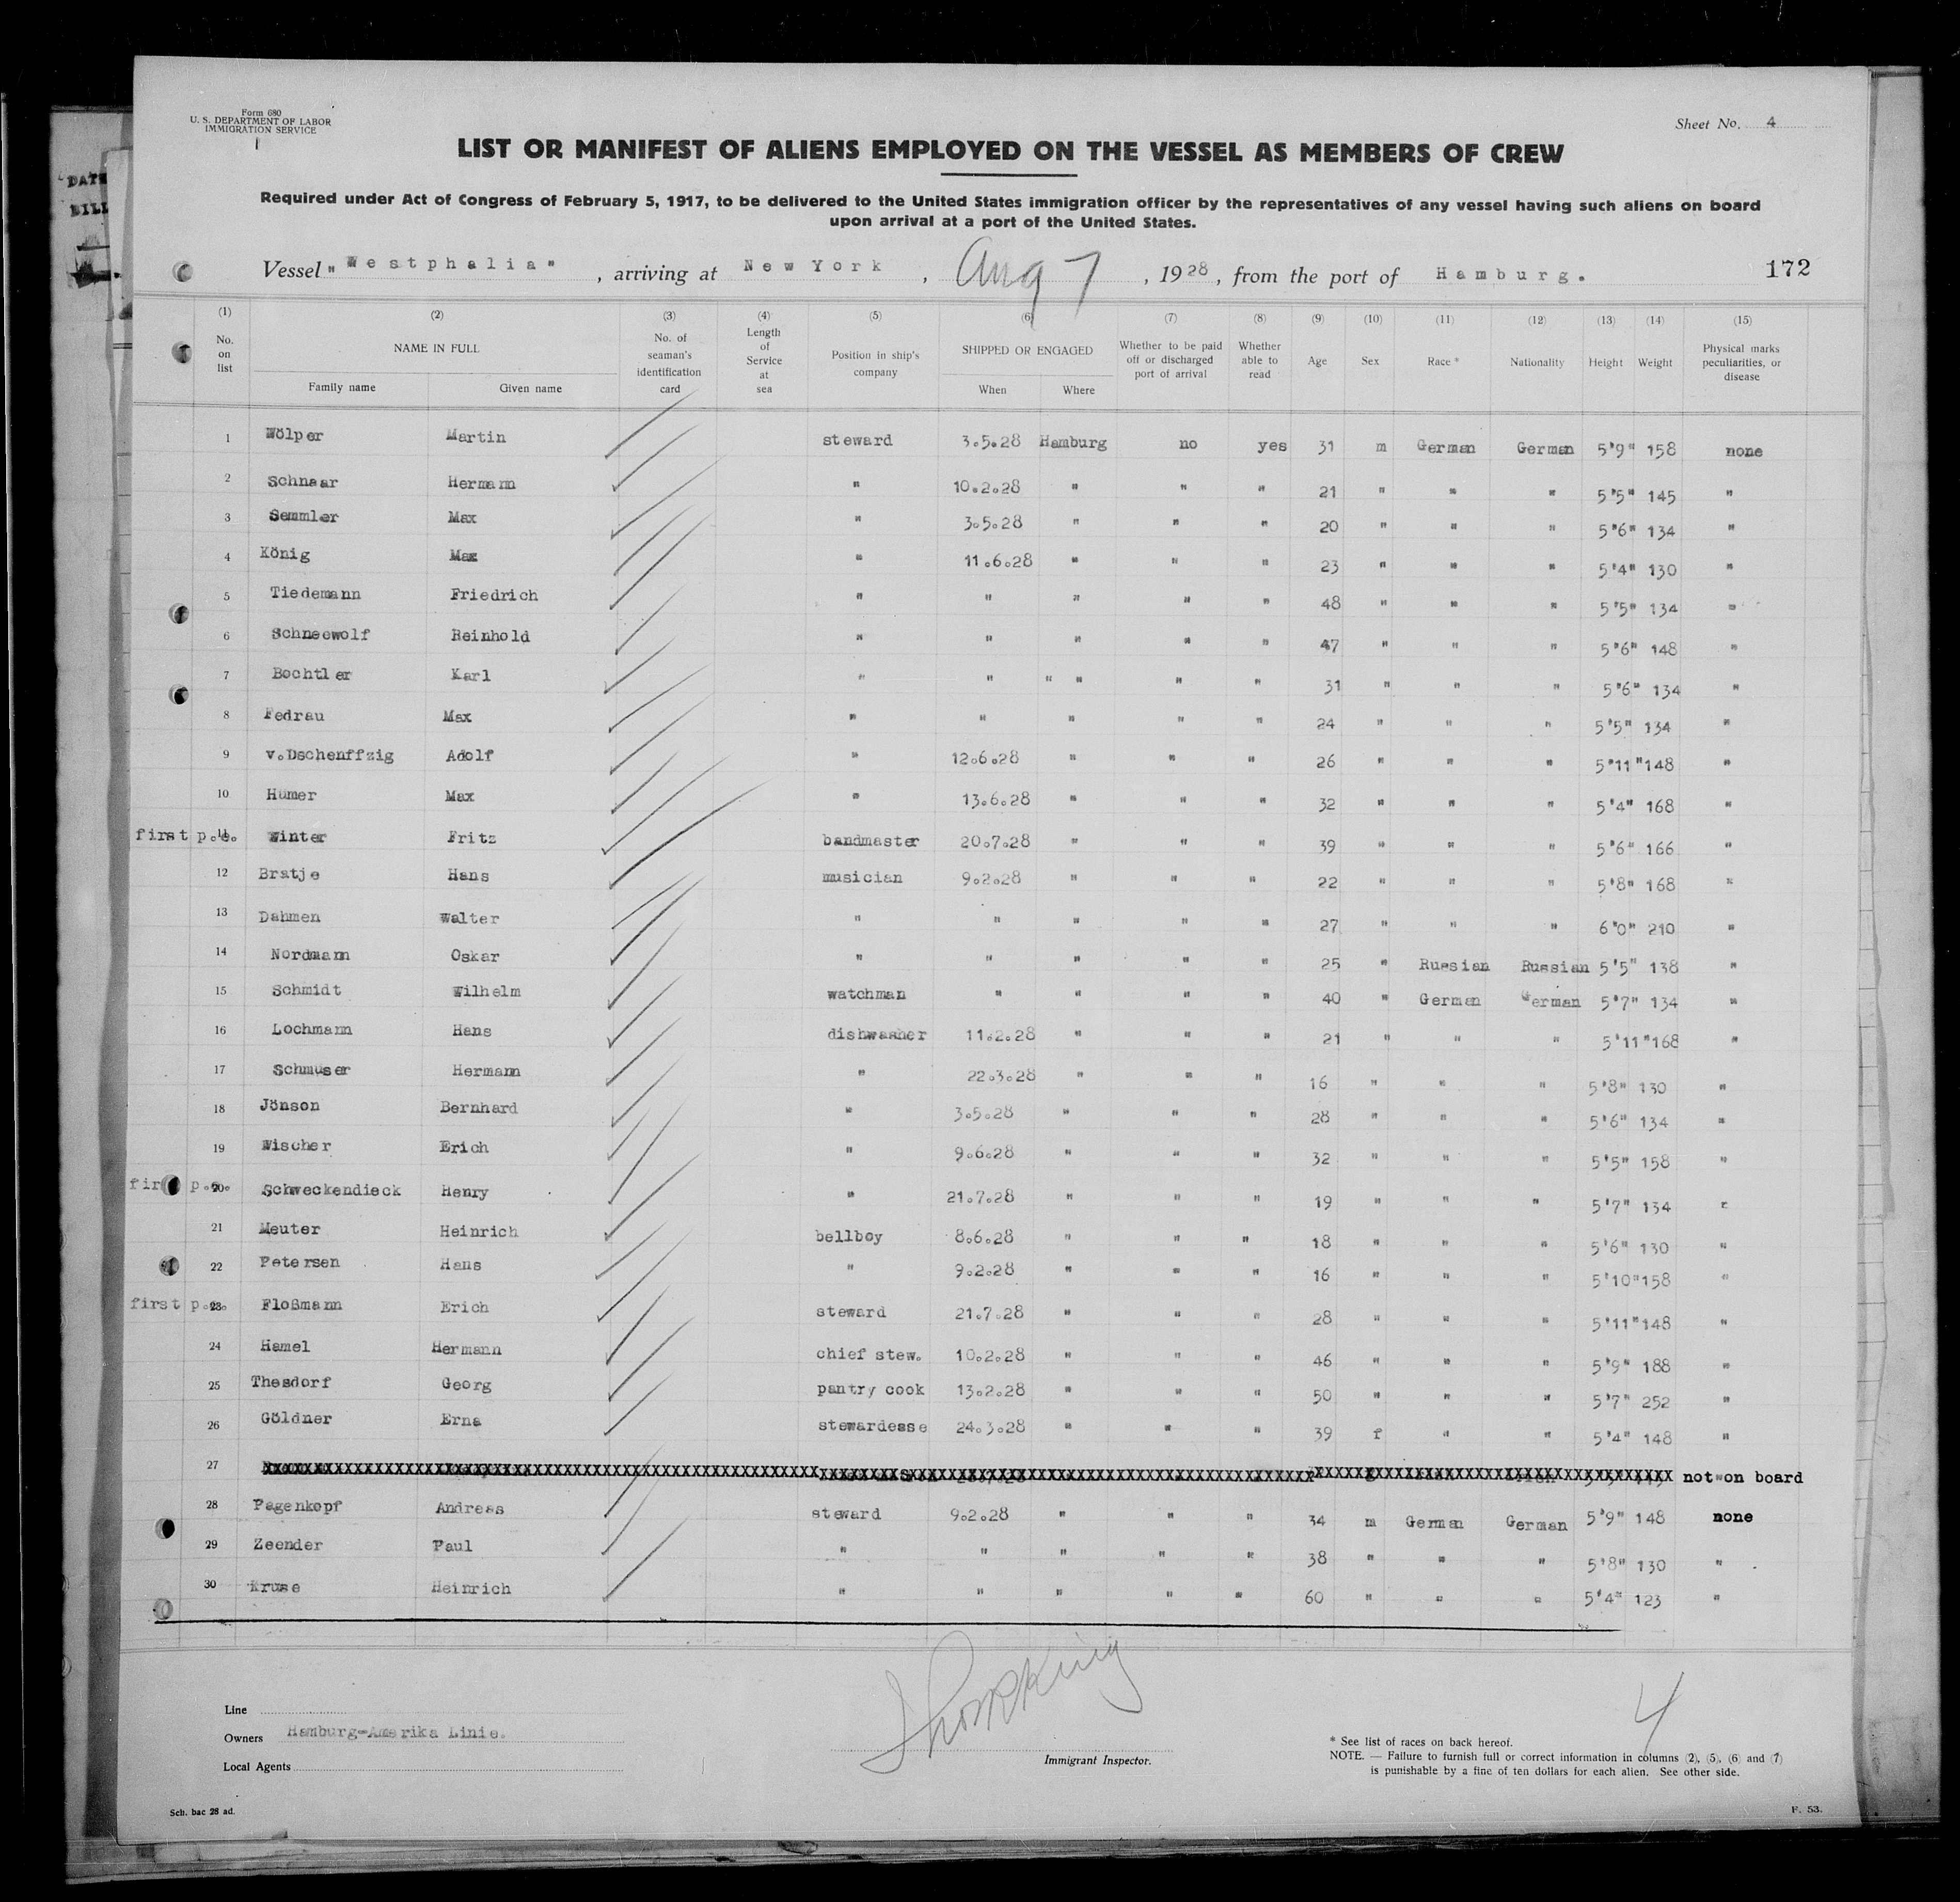 Form 680
U. S. DEPARTMENT OF LABOR
IMMIGRATION SERVICE
Sheet No. 4
LIST OR MANIFEST OF ALIENS EMPLOYED ON THE VESSEL AS MEMBERS OF CREW
Required under Act of Congress of February 5, 1917, to be delivered to the United States immigration officer by the representatives of any vessel having such aliens on board
upon arrival at a port of the United States.
Vessel "Westphalia", arriving at New York, Aug 7, 1928, from the port of Hamburg. 172
(1) (2) (3) (4) (5) (6) (7) (8) (9) (10) (11) (12) (13) (14) (15)
No. on list NAME IN FULL Family name Given name No. of seaman's identification card Length of Service at sea Position in ship's company SHIPPED OR ENGAGED When Where Whether to be paid off or discharged port of arrival Whether able to read Age Sex Race * Nationality Height Weight Physical marks peculiarities, or disease
1 Wölper Martin steward 3.5.28 Hamburg no yes 31 m German German 5'9" 158 none
2 Schnaar Hermann " 10.2.28 " " " 21 " " " 5'5" 145 "
3 Semmler Max " 3.5.28 " " " 20 " " " 5'6" 134 "
4 König Max " 11.6.28 " " " 23 " " " 5'4" 130 "
5 Tiedemann Friedrich " " " " " 48 " " " 5'5" 134 "
6 Schneewolf Reinhold " " " " " 47 " " " 5'6" 148 "
7 Bochtler Karl " " " " " " 31 " " " 5'6" 134 "
8 Fedrau Max " " " " " 24 " " " 5'5" 134 "
9 v.Dschenffzig Adolf " 12.6.28 " " " 26 " " " 5'11" 148 "
10 Humer Max " 13.6.28 " " " 32 " " " 5'4" 168 "
first p.e. 11 Winter Fritz bandmaster 20.7.28 " " " 39 " " " 5'6" 166 "
12 Bratje Hans musician 9.2.28 " " " 22 " " " 5'8" 168 "
13 Dahmen Walter " " " " " 27 " " " 6'0" 210 "
14 Nordmann Oskar " " " " " 25 " Russian Russian 5'5" 138 "
15 Schmidt Wilhelm watchman " " " " 40 " German German 5'7" 134 "
16 Lochmann Hans dishwasher 11.2.28 " " " 21 " " " 5'11" 168 "
17 Schmuser Hermann " 22.3.28 " " " 16 " " " 5'8" 130 "
18 Jönson Bernhard " 3.5.28 " " " 28 " " " 5'6" 134 "
19 Wischer Erich " 9.6.28 " " " 32 " " " 5'5" 158 "
first p.e. 20 Schweckendieck Henry " 21.7.28 " " " 19 " " " 5'7" 134 "
21 Meuter Heinrich bellboy 8.6.28 " " " 18 " " " 5'6" 130 "
22 Petersen Hans " 9.2.28 " " " 16 " " " 5'10" 158 "
first p.e. 23 Floßmann Erich steward 21.7.28 " " " 28 " " " 5'11" 148 "
24 Hamel Hermann chief stew. 10.2.28 " " " 46 " " " 5'9" 188 "
25 Thesdorf Georg pantry cook 13.2.28 " " " 50 " " " 5'7" 252 "
26 Göldner Erna stewardesse 24.3.28 " " " 39 f " " 5'4" 148 "
27 not on board
28 Pagenkopf Andreas steward 9.2.28 " " " 34 m German German 5'9" 148 none
29 Zeender Paul " " " " " 38 " " " 5'8" 130 "
30 Kruse Heinrich " " " " " 60 " " " 5'4" 123 "
Line
Owners Hamburg-Amerika Linie.
Local Agents
Immigrant Inspector.
4
* See list of races on back hereof.
NOTE. — Failure to furnish full or correct information in columns (2), (5), (6) and (7)
is punishable by a fine of ten dollars for each alien. See other side.
Sch. bac 28 ad.
F. 53.